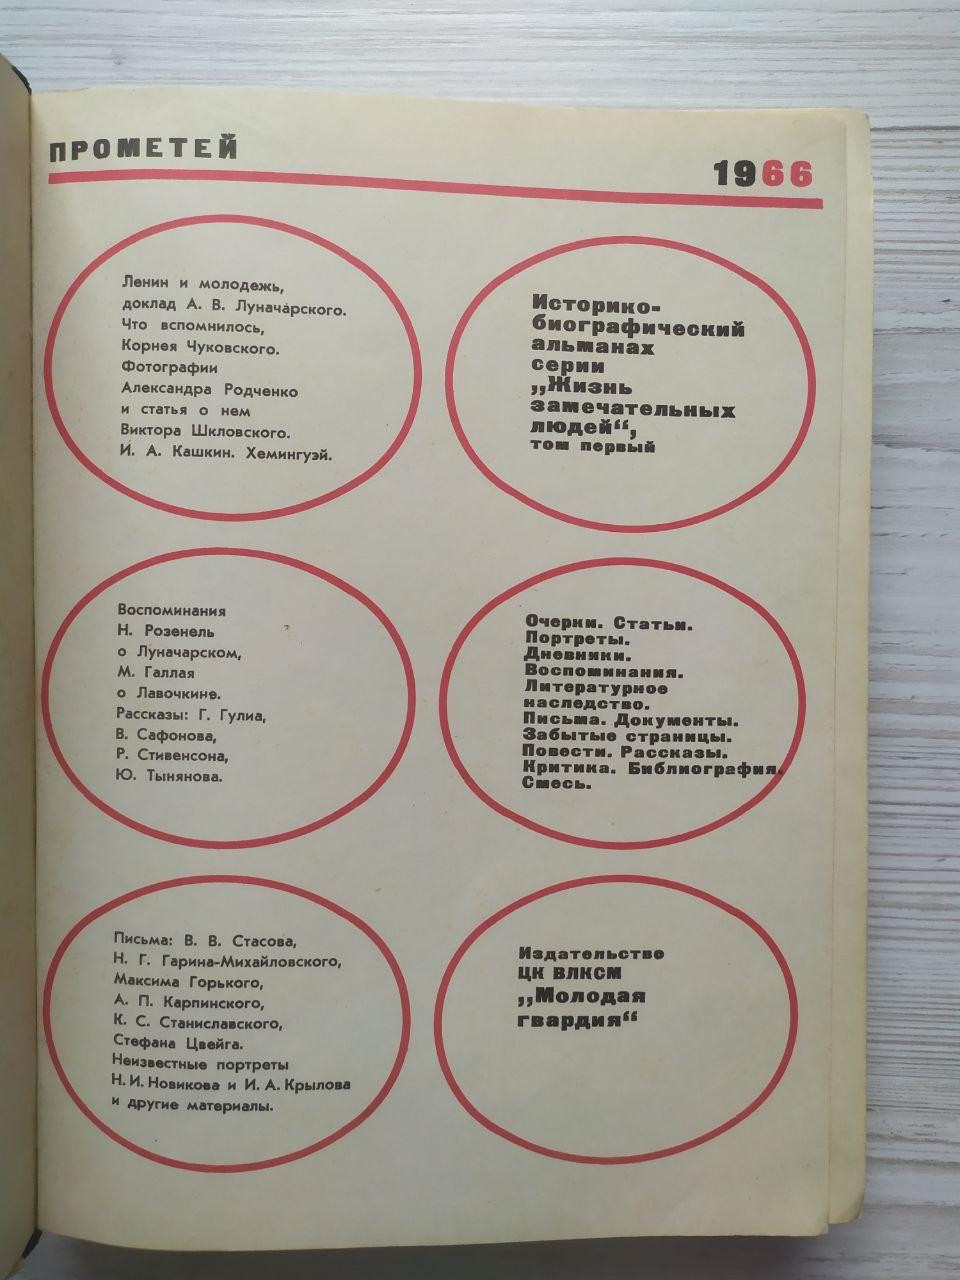 ПРОМЕТЕЙ
1966
Ленин и молодежь,
доклад А. В. Луначарского.
Что вспомнилось,
Корнея Чуковского.
Фотографии
Александра Родченко
и статья о нем
Виктора Шкловского.
И. А. Кашкин. Хемингуэй.
Историко-
биографический
альманах
серии
„Жизнь
замечательных
людей“,
том первый
Воспоминания
Н. Розенель
о Луначарском,
М. Галлая
о Лавочкине.
Рассказы: Г. Гулиа,
В. Сафонова,
Р. Стивенсона,
Ю. Тынянова.
Очерки. Статьи.
Портреты.
Дневники.
Воспоминания.
Литературное
наследство.
Письма. Документы.
Забытые страницы.
Повести. Рассказы.
Критика. Библиография.
Смесь.
Письма: В. В. Стасова,
Н. Г. Гарина-Михайловского,
Максима Горького,
А. П. Карпинского,
К. С. Станиславского,
Стефана Цвейга.
Неизвестные портреты
Н. И. Новикова и И. А. Крылова
и другие материалы.
Издательство
ЦК ВЛКСМ
„Молодая
гвардия“